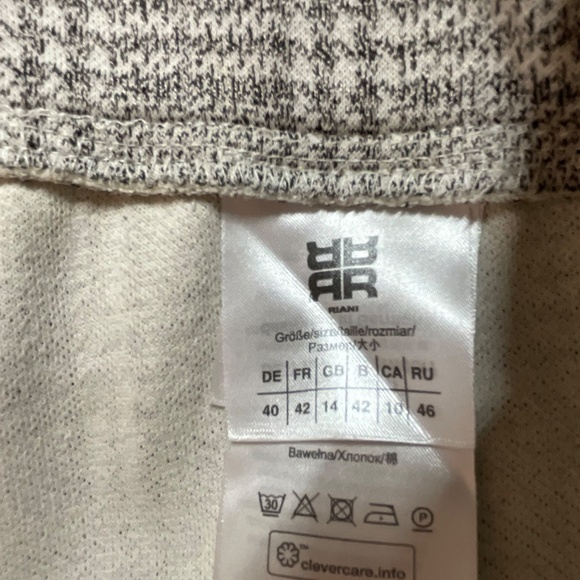 RIANI
Größe/size/taille/rozmiar/
Размер/大小
DE FR GB B CA RU
40 42 14 42 10 46
Bawełna/Хлопок/棉
30 P
clevercare.info